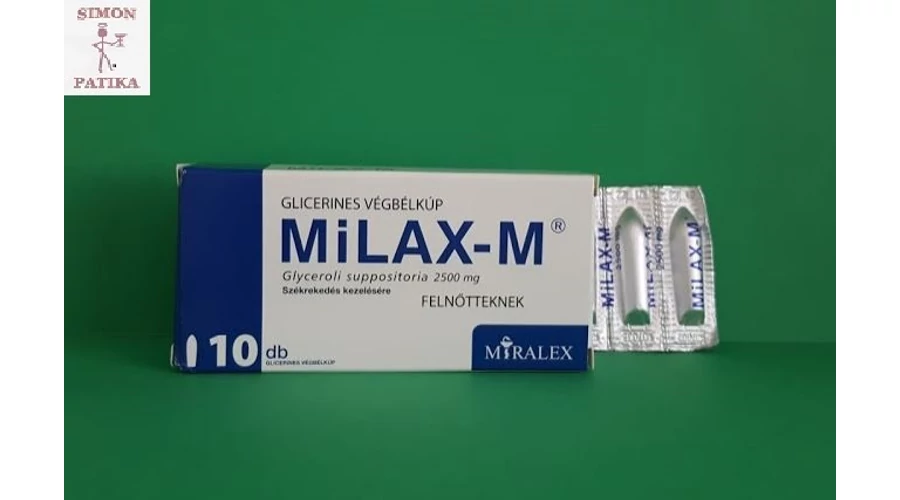 SIMON
PATIKA
GLICERINES VÉGBÉLKÚP
MiLAX-M®
Glyceroli suppositoria 2500 mg
Székrekedés kezelésére
FELNŐTTEKNEK
10 db
GLICERINES VÉGBÉLKÚP
MiRALEX
MiLAX-M
2500 mg
MiLAX-M